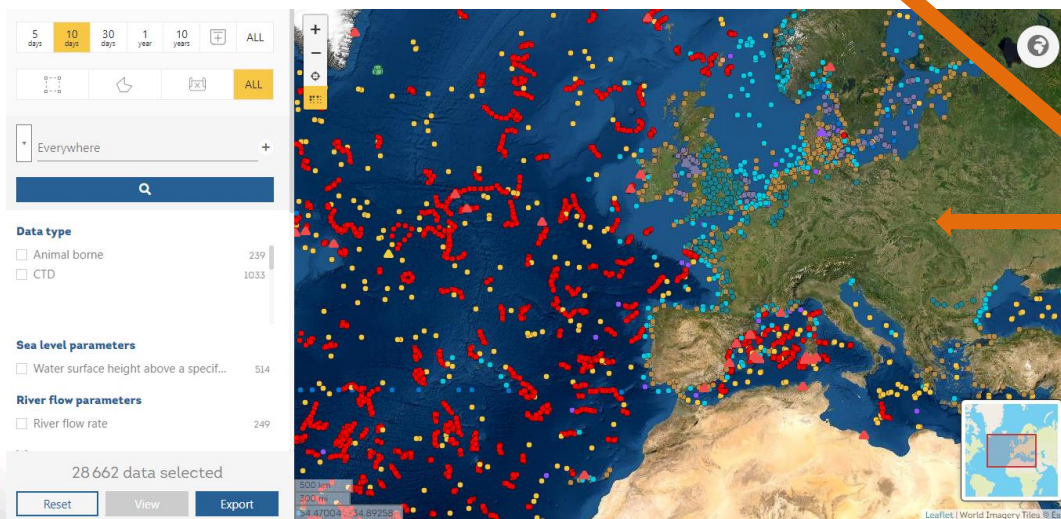 5 days
10 days
30 days
1 year
10 years
ALL
ALL
Everywhere
+
Data type
Animal borne 239
CTD 1033
Sea level parameters
Water surface height above a specif... 514
River flow parameters
River flow rate 249
28 662 data selected
Reset View Export
+
−
500 km
300 mi
Leaflet | World Imagery Tiles ©